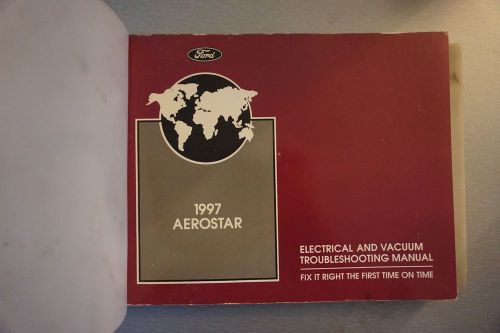 Ford
1997
AEROSTAR
ELECTRICAL AND VACUUM
TROUBLESHOOTING MANUAL
FIX IT RIGHT THE FIRST TIME ON TIME